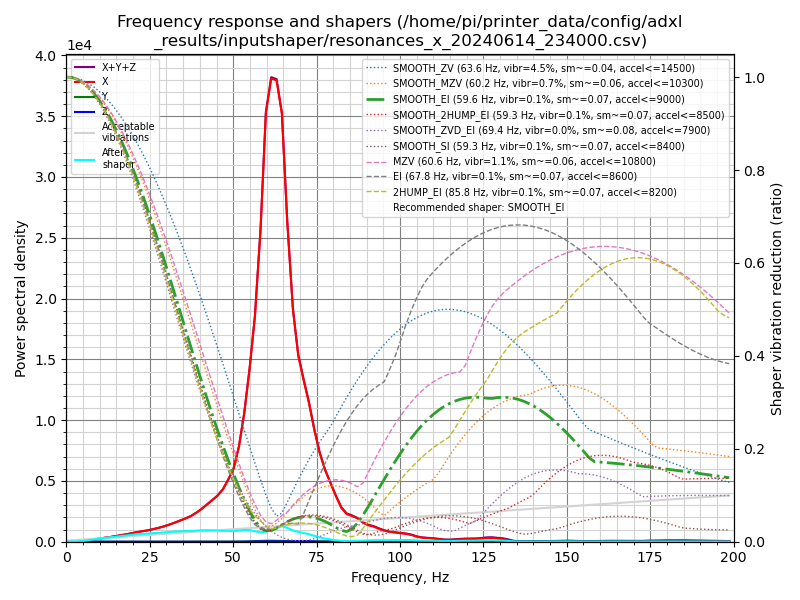 Frequency response and shapers (/home/pi/printer_data/config/adxl
_results/inputshaper/resonances_x_20240614_234000.csv)
1e4
X+Y+Z
X
Y
Z
Acceptable
vibrations
After
shaper
SMOOTH_ZV (63.6 Hz, vibr=4.5%, sm~=0.04, accel<=14500)
SMOOTH_MZV (60.2 Hz, vibr=0.7%, sm~=0.06, accel<=10300)
SMOOTH_EI (59.6 Hz, vibr=0.1%, sm~=0.07, accel<=9000)
SMOOTH_2HUMP_EI (59.3 Hz, vibr=0.1%, sm~=0.07, accel<=8500)
SMOOTH_ZVD_EI (69.4 Hz, vibr=0.0%, sm~=0.08, accel<=7900)
SMOOTH_SI (59.3 Hz, vibr=0.1%, sm~=0.07, accel<=8400)
MZV (60.6 Hz, vibr=1.1%, sm~=0.06, accel<=10800)
EI (67.8 Hz, vibr=0.1%, sm~=0.07, accel<=8600)
2HUMP_EI (85.8 Hz, vibr=0.1%, sm~=0.07, accel<=8200)
Recommended shaper: SMOOTH_EI
Power spectral density
4.0
3.5
3.0
2.5
2.0
1.5
1.0
0.5
0.0
Shaper vibration reduction (ratio)
1.0
0.8
0.6
0.4
0.2
0.0
0
25
50
75
100
125
150
175
200
Frequency, Hz